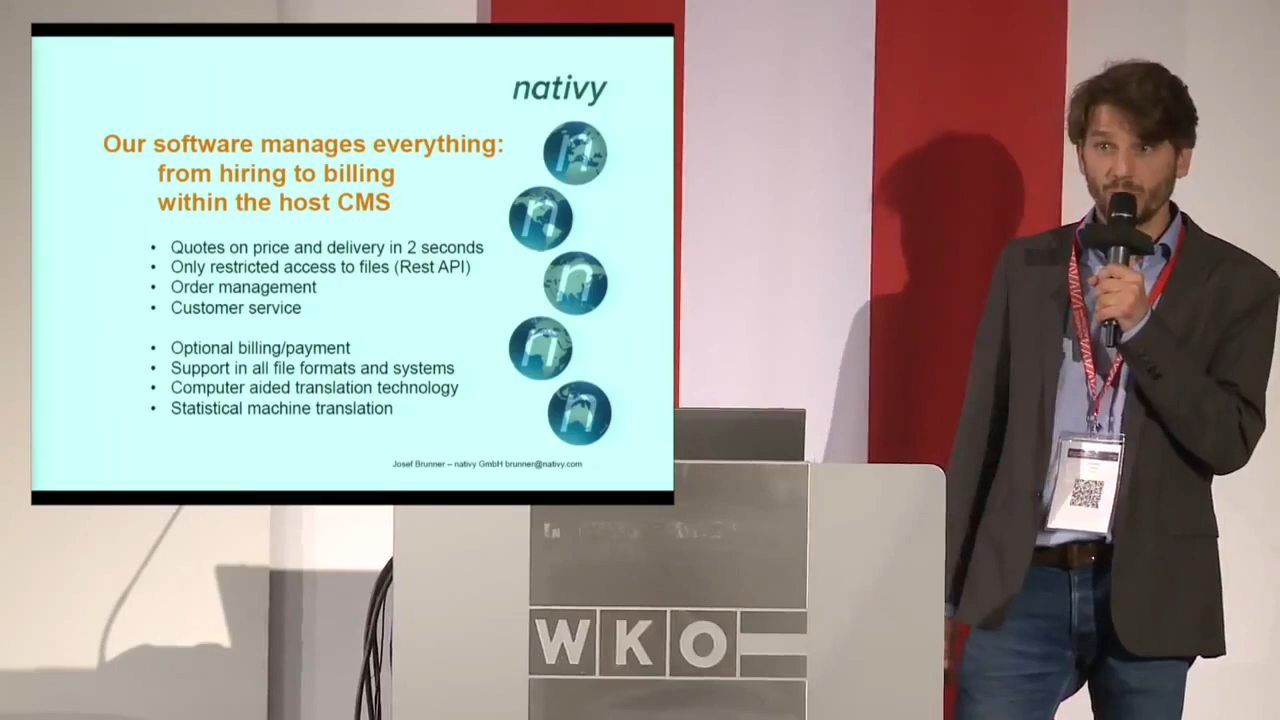 nativy
Our software manages everything:
from hiring to billing
within the host CMS
• Quotes on price and delivery in 2 seconds
• Only restricted access to files (Rest API)
• Order management
• Customer service
• Optional billing/payment
• Support in all file formats and systems
• Computer aided translation technology
• Statistical machine translation
Josef Brunner – nativy GmbH brunner@nativy.com
n
n
n
n
n
WKO